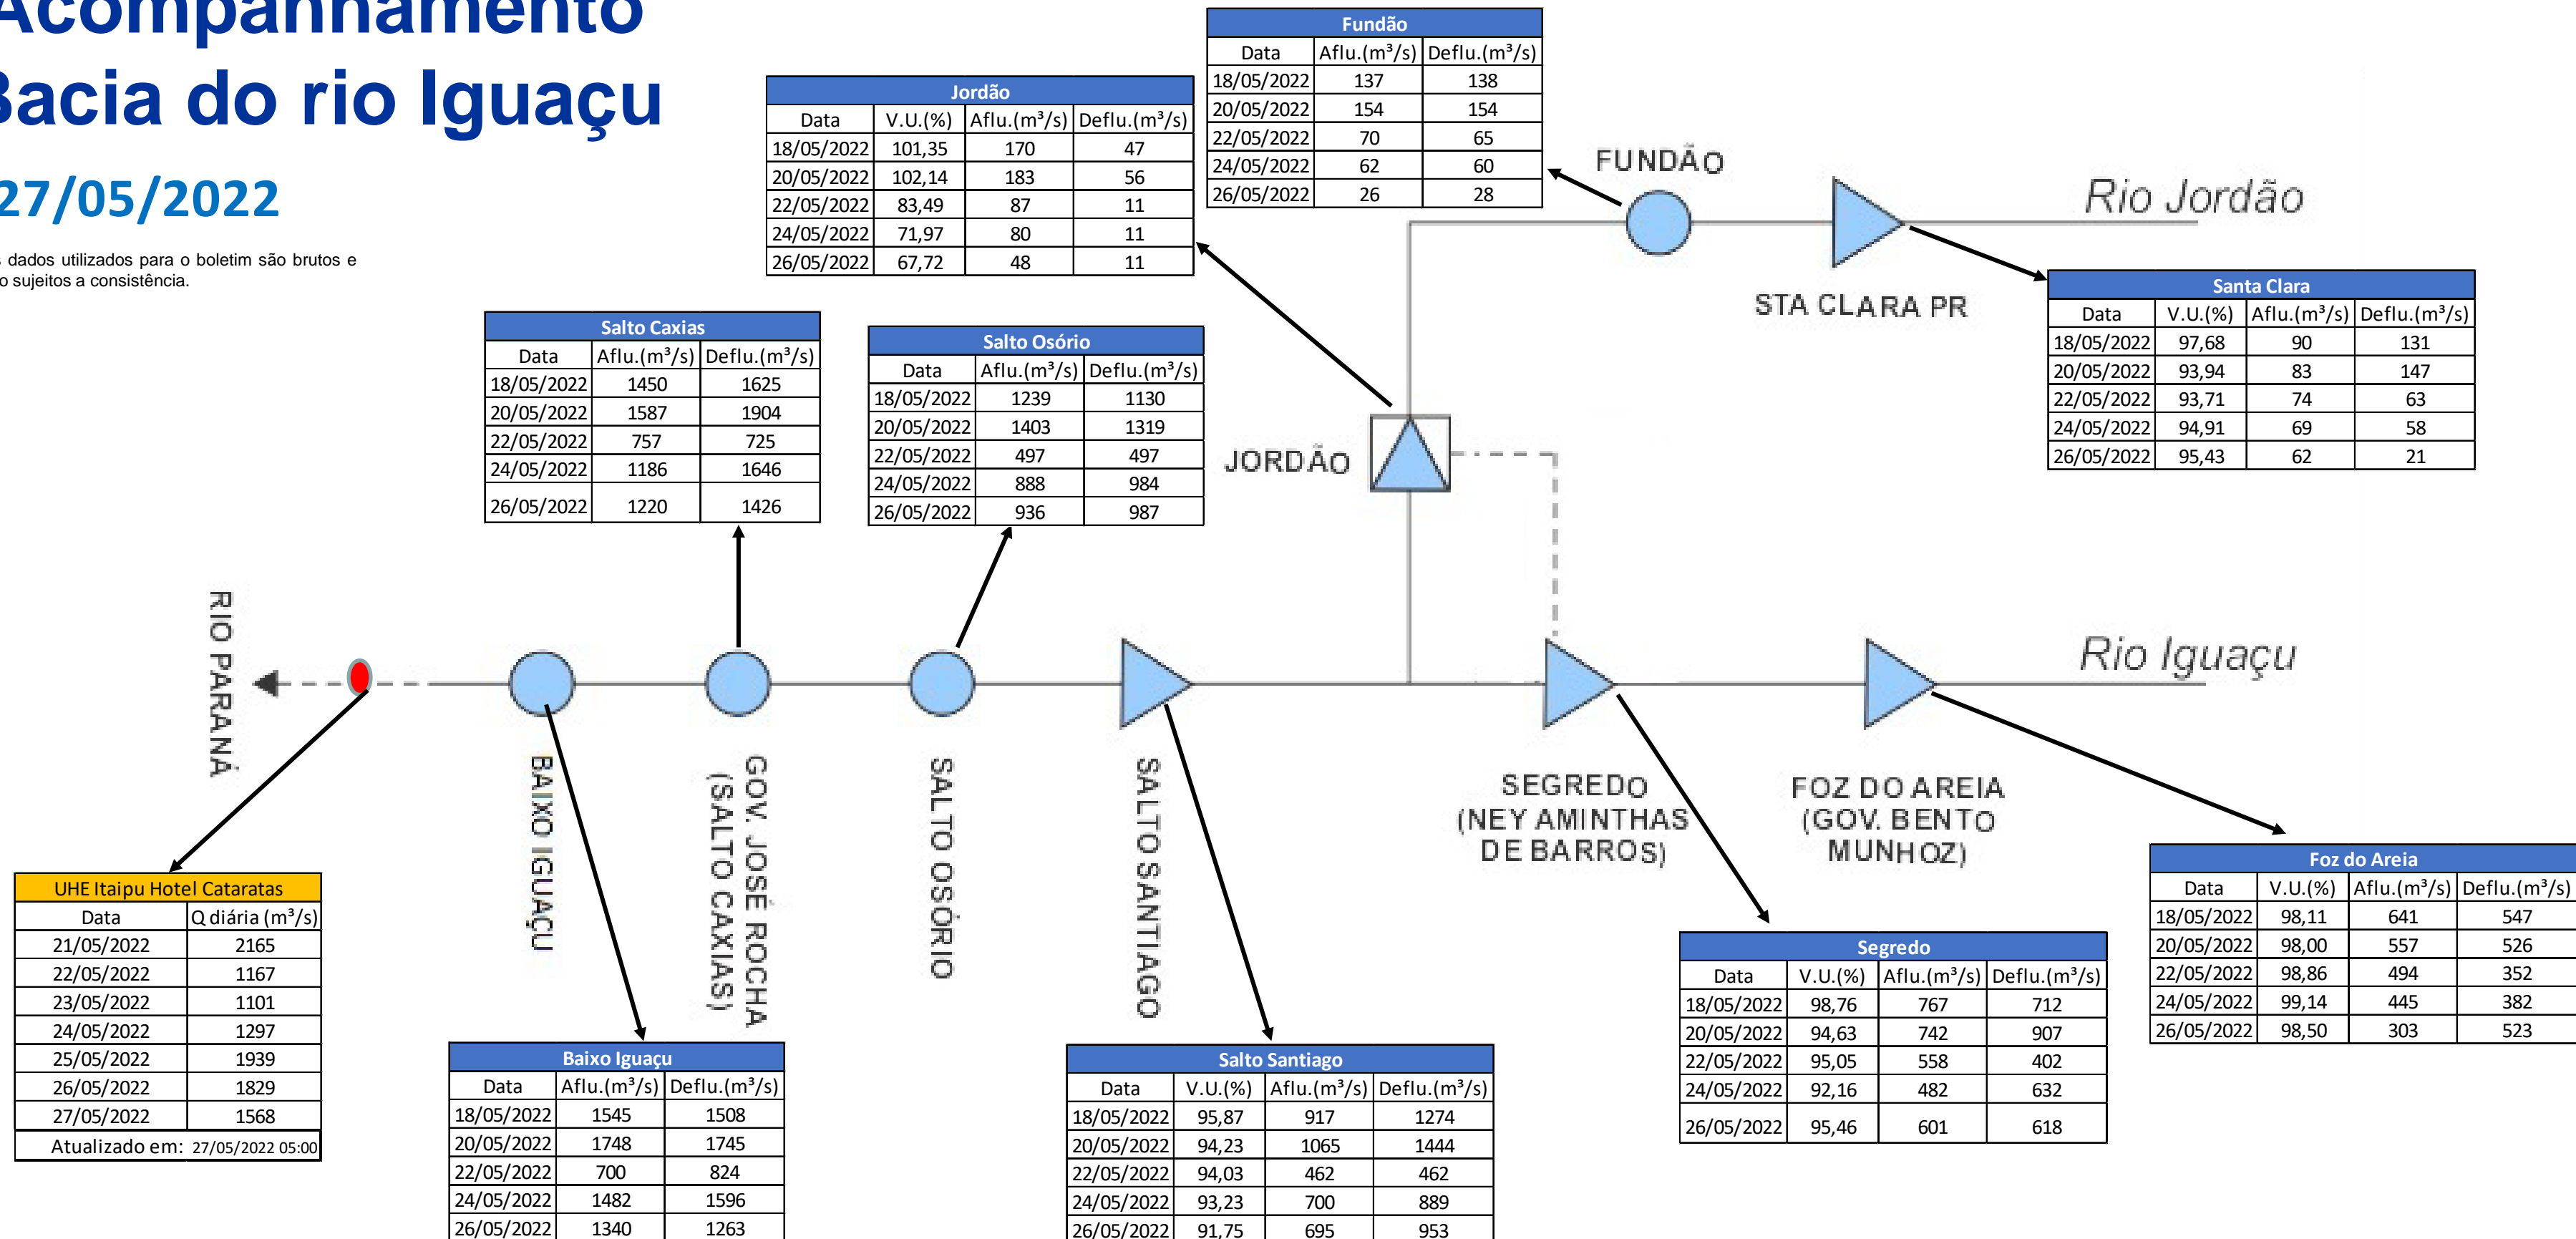 Acompanhamento
Bacia do rio Iguaçu
27/05/2022
s dados utilizados para o boletim são brutos e
o sujeitos a consistência.
Fundão
Data Aflu.(m³/s) Deflu.(m³/s)
18/05/2022 137 138
20/05/2022 154 154
22/05/2022 70 65
24/05/2022 62 60
26/05/2022 26 28
Jordão
Data V.U.(%) Aflu.(m³/s) Deflu.(m³/s)
18/05/2022 101,35 170 47
20/05/2022 102,14 183 56
22/05/2022 83,49 87 11
24/05/2022 71,97 80 11
26/05/2022 67,72 48 11
FUNDÃO
Rio Jordão
STA CLARA PR
Santa Clara
Data V.U.(%) Aflu.(m³/s) Deflu.(m³/s)
18/05/2022 97,68 90 131
20/05/2022 93,94 83 147
22/05/2022 93,71 74 63
24/05/2022 94,91 69 58
26/05/2022 95,43 62 21
Salto Caxias
Data Aflu.(m³/s) Deflu.(m³/s)
18/05/2022 1450 1625
20/05/2022 1587 1904
22/05/2022 757 725
24/05/2022 1186 1646
26/05/2022 1220 1426
Salto Osório
Data Aflu.(m³/s) Deflu.(m³/s)
18/05/2022 1239 1130
20/05/2022 1403 1319
22/05/2022 497 497
24/05/2022 888 984
26/05/2022 936 987
JORDÃO
RIO PARANÁ
Rio Iguaçu
BAIXO IGUAÇU
GOV. JOSÉ ROCHA
(SALTO CAXIAS)
SALTO OSÓRIO
SALTO SANTIAGO
SEGREDO
(NEY AMINTHAS
DE BARROS)
FOZ DO AREIA
(GOV. BENTO
MUNHOZ)
UHE Itaipu Hotel Cataratas
Data Q diária (m³/s)
21/05/2022 2165
22/05/2022 1167
23/05/2022 1101
24/05/2022 1297
25/05/2022 1939
26/05/2022 1829
27/05/2022 1568
Atualizado em: 27/05/2022 05:00
Baixo Iguaçu
Data Aflu.(m³/s) Deflu.(m³/s)
18/05/2022 1545 1508
20/05/2022 1748 1745
22/05/2022 700 824
24/05/2022 1482 1596
26/05/2022 1340 1263
Salto Santiago
Data V.U.(%) Aflu.(m³/s) Deflu.(m³/s)
18/05/2022 95,87 917 1274
20/05/2022 94,23 1065 1444
22/05/2022 94,03 462 462
24/05/2022 93,23 700 889
26/05/2022 91,75 695 953
Segredo
Data V.U.(%) Aflu.(m³/s) Deflu.(m³/s)
18/05/2022 98,76 767 712
20/05/2022 94,63 742 907
22/05/2022 95,05 558 402
24/05/2022 92,16 482 632
26/05/2022 95,46 601 618
Foz do Areia
Data V.U.(%) Aflu.(m³/s) Deflu.(m³/s)
18/05/2022 98,11 641 547
20/05/2022 98,00 557 526
22/05/2022 98,86 494 352
24/05/2022 99,14 445 382
26/05/2022 98,50 303 523